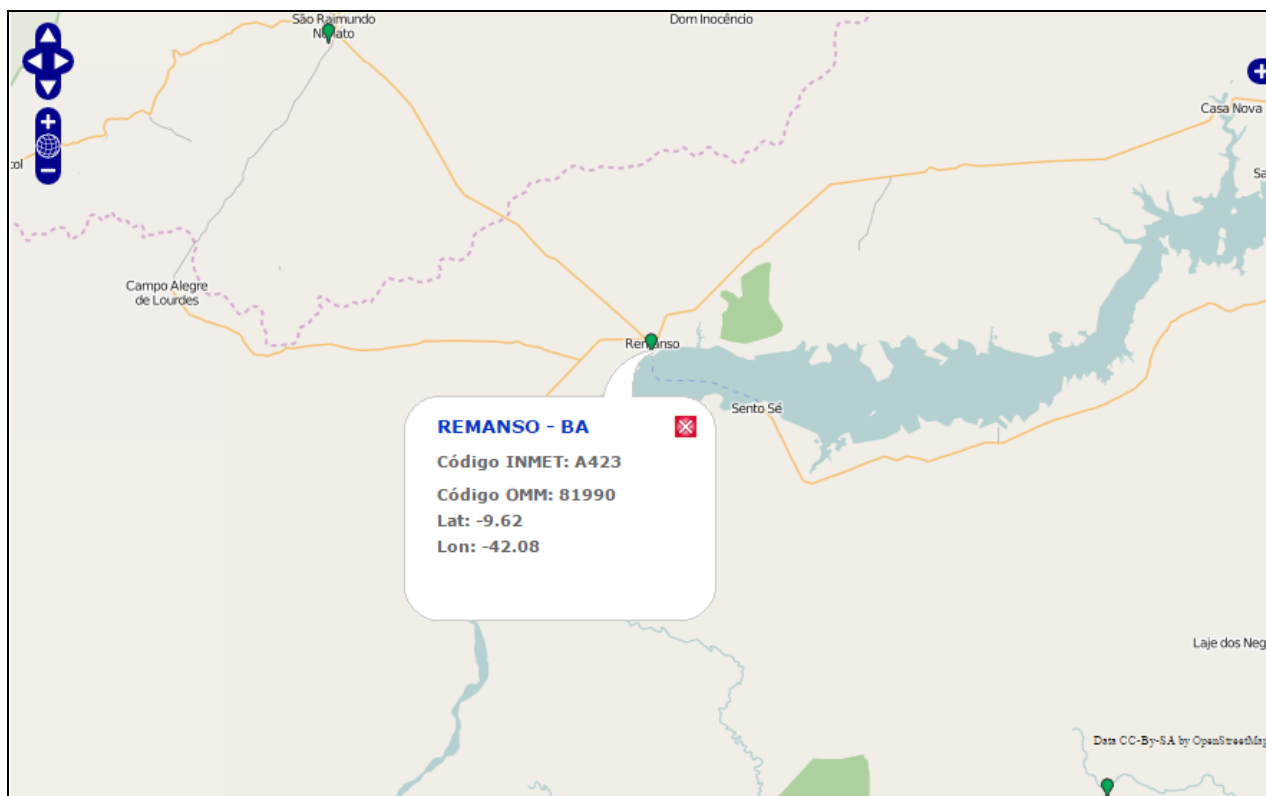 São Raimundo
Nonato
Dom Inocêncio
Casa Nova
col
Sa
Campo Alegre
de Lourdes
Remanso
Sento Sé
REMANSO - BA
Código INMET: A423
Código OMM: 81990
Lat: -9.62
Lon: -42.08
Laje dos Neg
Data CC-By-SA by OpenStreetMap